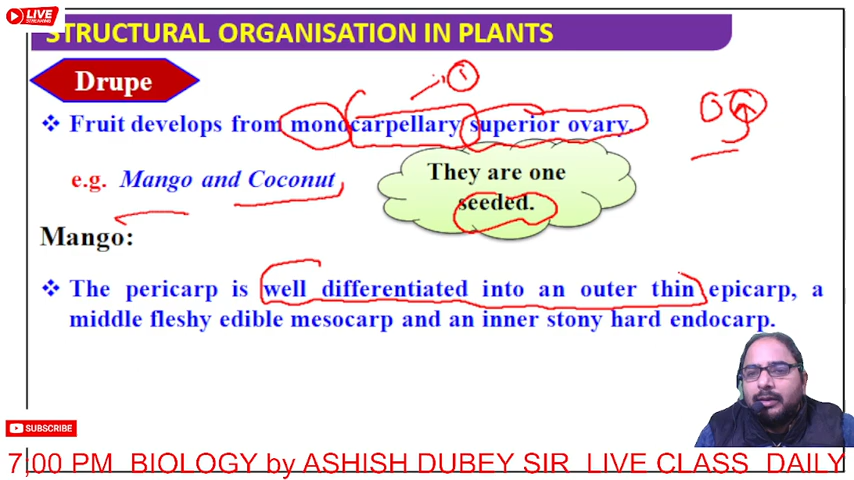 LIVE
STREAMING
STRUCTURAL ORGANISATION IN PLANTS
Drupe
❖ Fruit develops from monocarpellary superior ovary.
e.g. Mango and Coconut
They are one
seeded.
Mango:
❖ The pericarp is well differentiated into an outer thin epicarp, a
middle fleshy edible mesocarp and an inner stony hard endocarp.
SUBSCRIBE
7;00 PM BIOLOGY by ASHISH DUBEY SIR LIVE CLASS DAILY